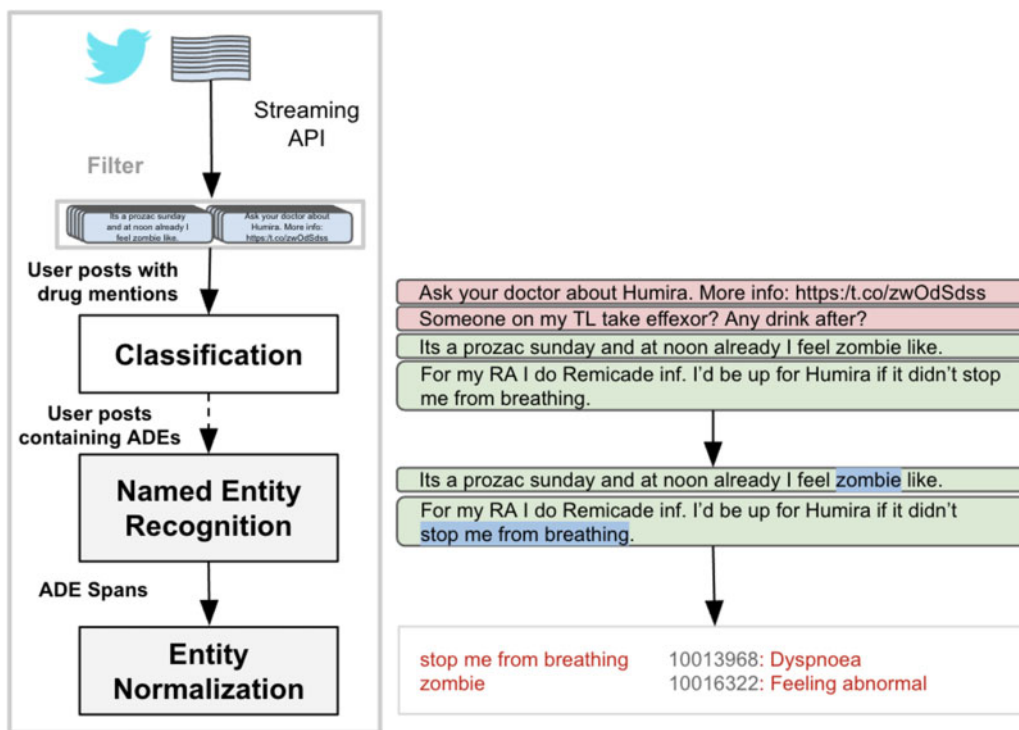 Streaming
API
Filter
Its a prozac sunday
and at noon already I
feel zombie like.
Ask your doctor about
Humira. More info:
https:/t.co/zwOdSdss
User posts with
drug mentions
Classification
User posts
containing ADEs
Named Entity
Recognition
ADE Spans
Entity
Normalization
Ask your doctor about Humira. More info: https:/t.co/zwOdSdss
Someone on my TL take effexor? Any drink after?
Its a prozac sunday and at noon already I feel zombie like.
For my RA I do Remicade inf. I’d be up for Humira if it didn’t stop
me from breathing.
Its a prozac sunday and at noon already I feel zombie like.
For my RA I do Remicade inf. I’d be up for Humira if it didn’t
stop me from breathing.
stop me from breathing 10013968: Dyspnoea
zombie 10016322: Feeling abnormal